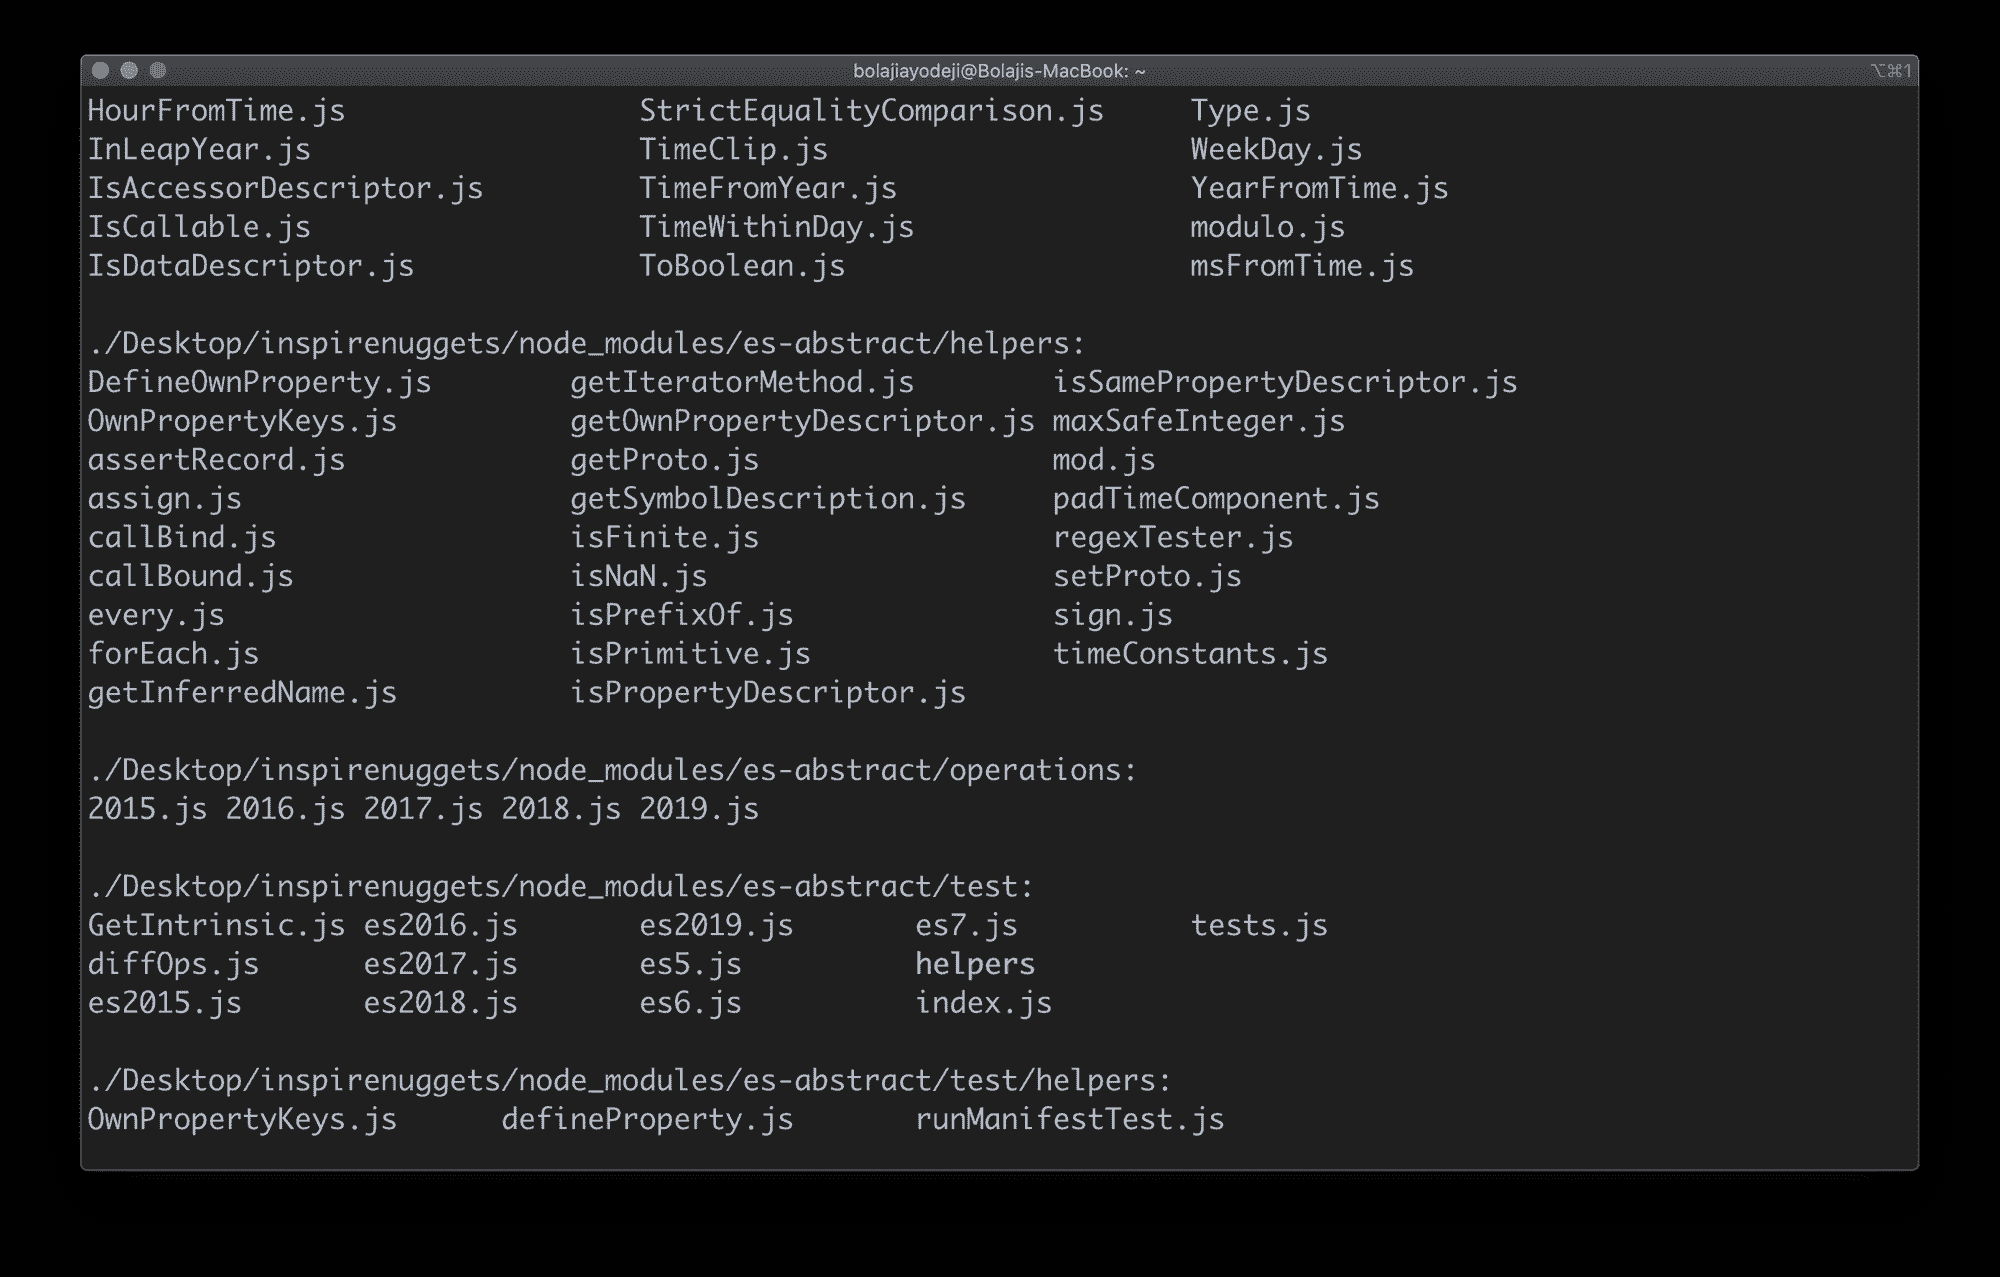 bolajiayodeji@Bolajis-MacBook: ~ ⌥⌘1
HourFromTime.js StrictEqualityComparison.js Type.js
InLeapYear.js TimeClip.js WeekDay.js
IsAccessorDescriptor.js TimeFromYear.js YearFromTime.js
IsCallable.js TimeWithinDay.js modulo.js
IsDataDescriptor.js ToBoolean.js msFromTime.js
./Desktop/inspirenuggets/node_modules/es-abstract/helpers:
DefineOwnProperty.js getIteratorMethod.js isSamePropertyDescriptor.js
OwnPropertyKeys.js getOwnPropertyDescriptor.js maxSafeInteger.js
assertRecord.js getProto.js mod.js
assign.js getSymbolDescription.js padTimeComponent.js
callBind.js isFinite.js regexTester.js
callBound.js isNaN.js setProto.js
every.js isPrefixOf.js sign.js
forEach.js isPrimitive.js timeConstants.js
getInferredName.js isPropertyDescriptor.js
./Desktop/inspirenuggets/node_modules/es-abstract/operations:
2015.js 2016.js 2017.js 2018.js 2019.js
./Desktop/inspirenuggets/node_modules/es-abstract/test:
GetIntrinsic.js es2016.js es2019.js es7.js tests.js
diffOps.js es2017.js es5.js helpers
es2015.js es2018.js es6.js index.js
./Desktop/inspirenuggets/node_modules/es-abstract/test/helpers:
OwnPropertyKeys.js defineProperty.js runManifestTest.js